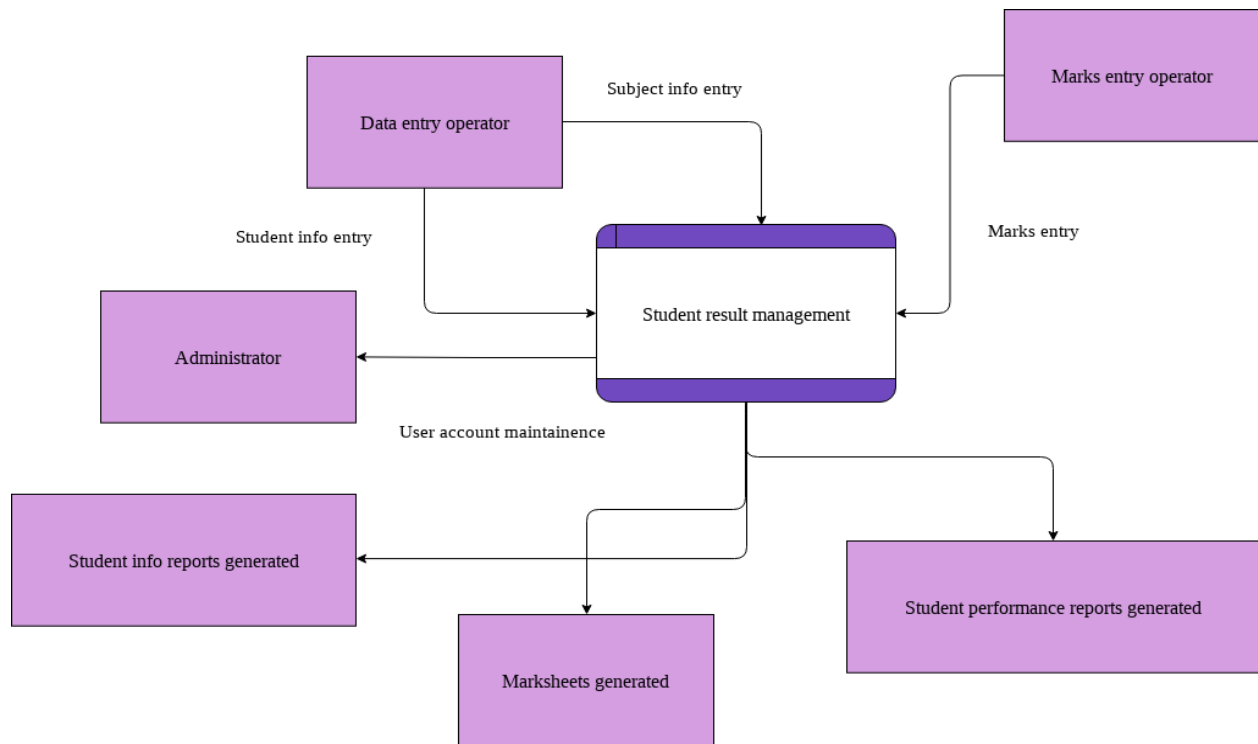 Marks entry operator
Subject info entry
Data entry operator
Student info entry
Marks entry
Student result management
Administrator
User account maintainence
Student info reports generated
Student performance reports generated
Marksheets generated